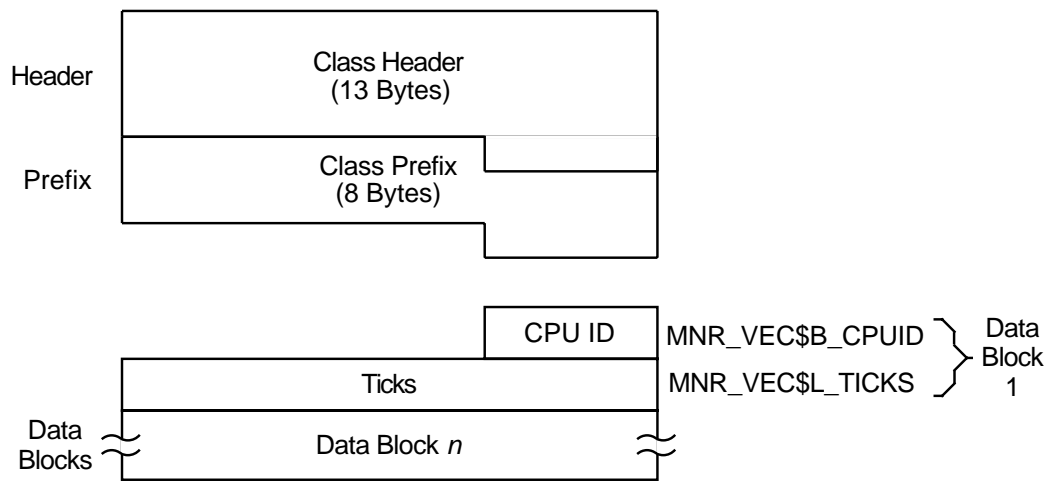 Header
Class Header
(13 Bytes)
Prefix
Class Prefix
(8 Bytes)
CPU ID
MNR_VEC$B_CPUID
Ticks
MNR_VEC$L_TICKS
Data
Block
1
Data
Blocks
Data Block n